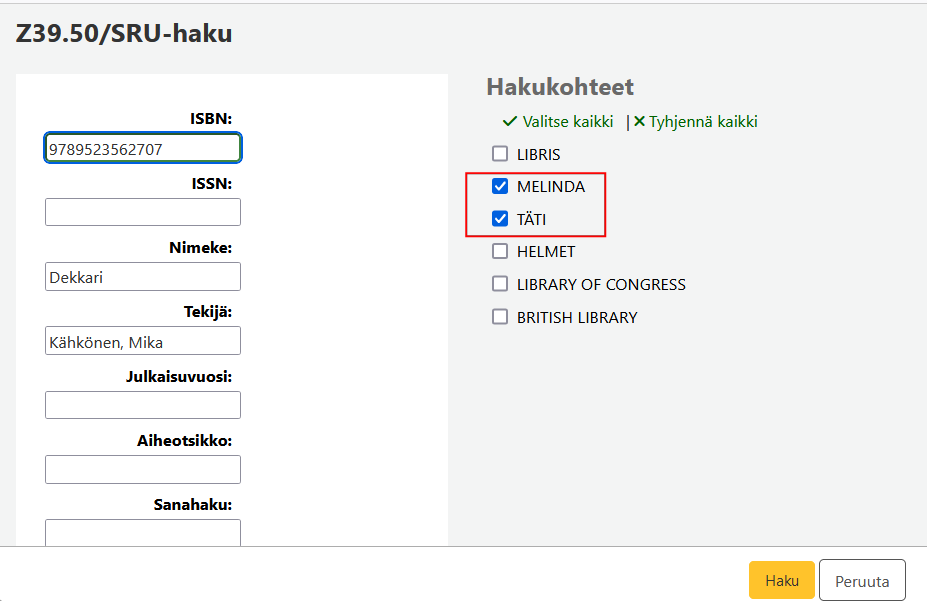 Z39.50/SRU-haku
ISBN:
9789523562707
ISSN:
Nimeke:
Dekkari
Tekijä:
Kähkönen, Mika
Julkaisuvuosi:
Aiheotsikko:
Sanahaku:
Hakukohteet
Valitse kaikki | Tyhjennä kaikki
LIBRIS
MELINDA
TÄTI
HELMET
LIBRARY OF CONGRESS
BRITISH LIBRARY
Haku Peruuta